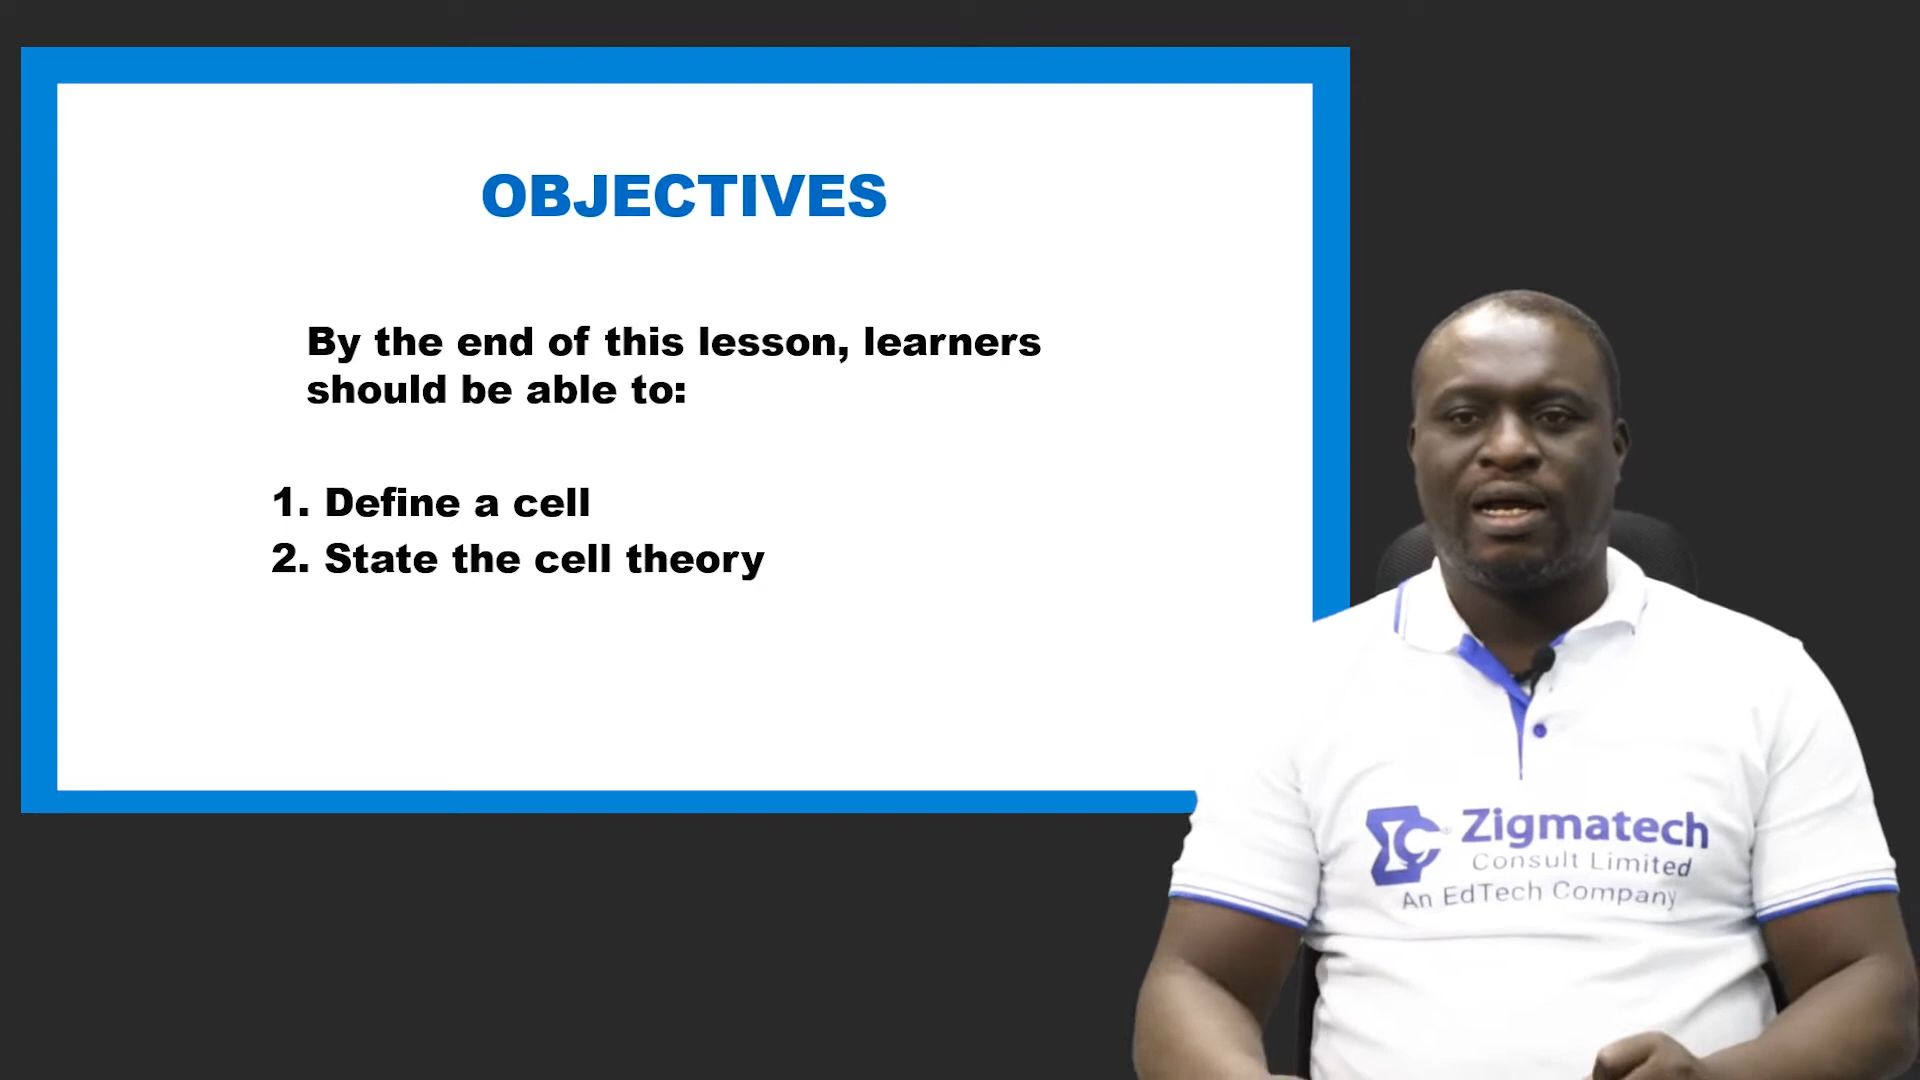 OBJECTIVES
By the end of this lesson, learners
should be able to:
1. Define a cell
2. State the cell theory
Zigmatech
Consult Limited
An EdTech Company